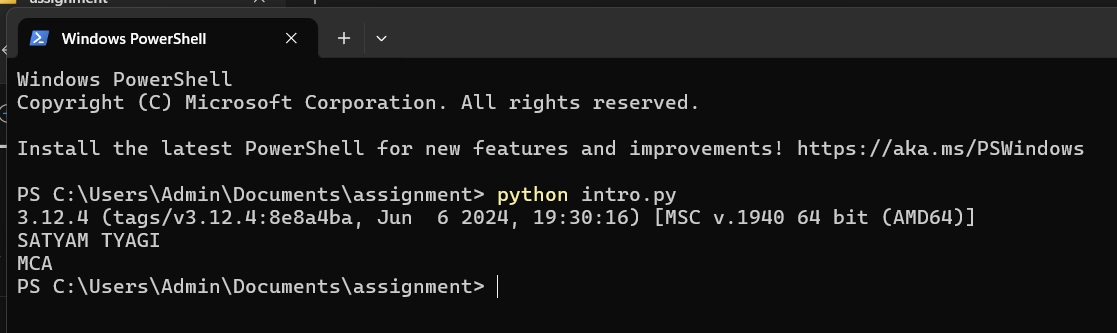 assignment
Windows PowerShell
Windows PowerShell
Copyright (C) Microsoft Corporation. All rights reserved.
Install the latest PowerShell for new features and improvements! https://aka.ms/PSWindows
PS C:\Users\Admin\Documents\assignment> python intro.py
3.12.4 (tags/v3.12.4:8e8a4ba, Jun  6 2024, 19:30:16) [MSC v.1940 64 bit (AMD64)]
SATYAM TYAGI
MCA
PS C:\Users\Admin\Documents\assignment>